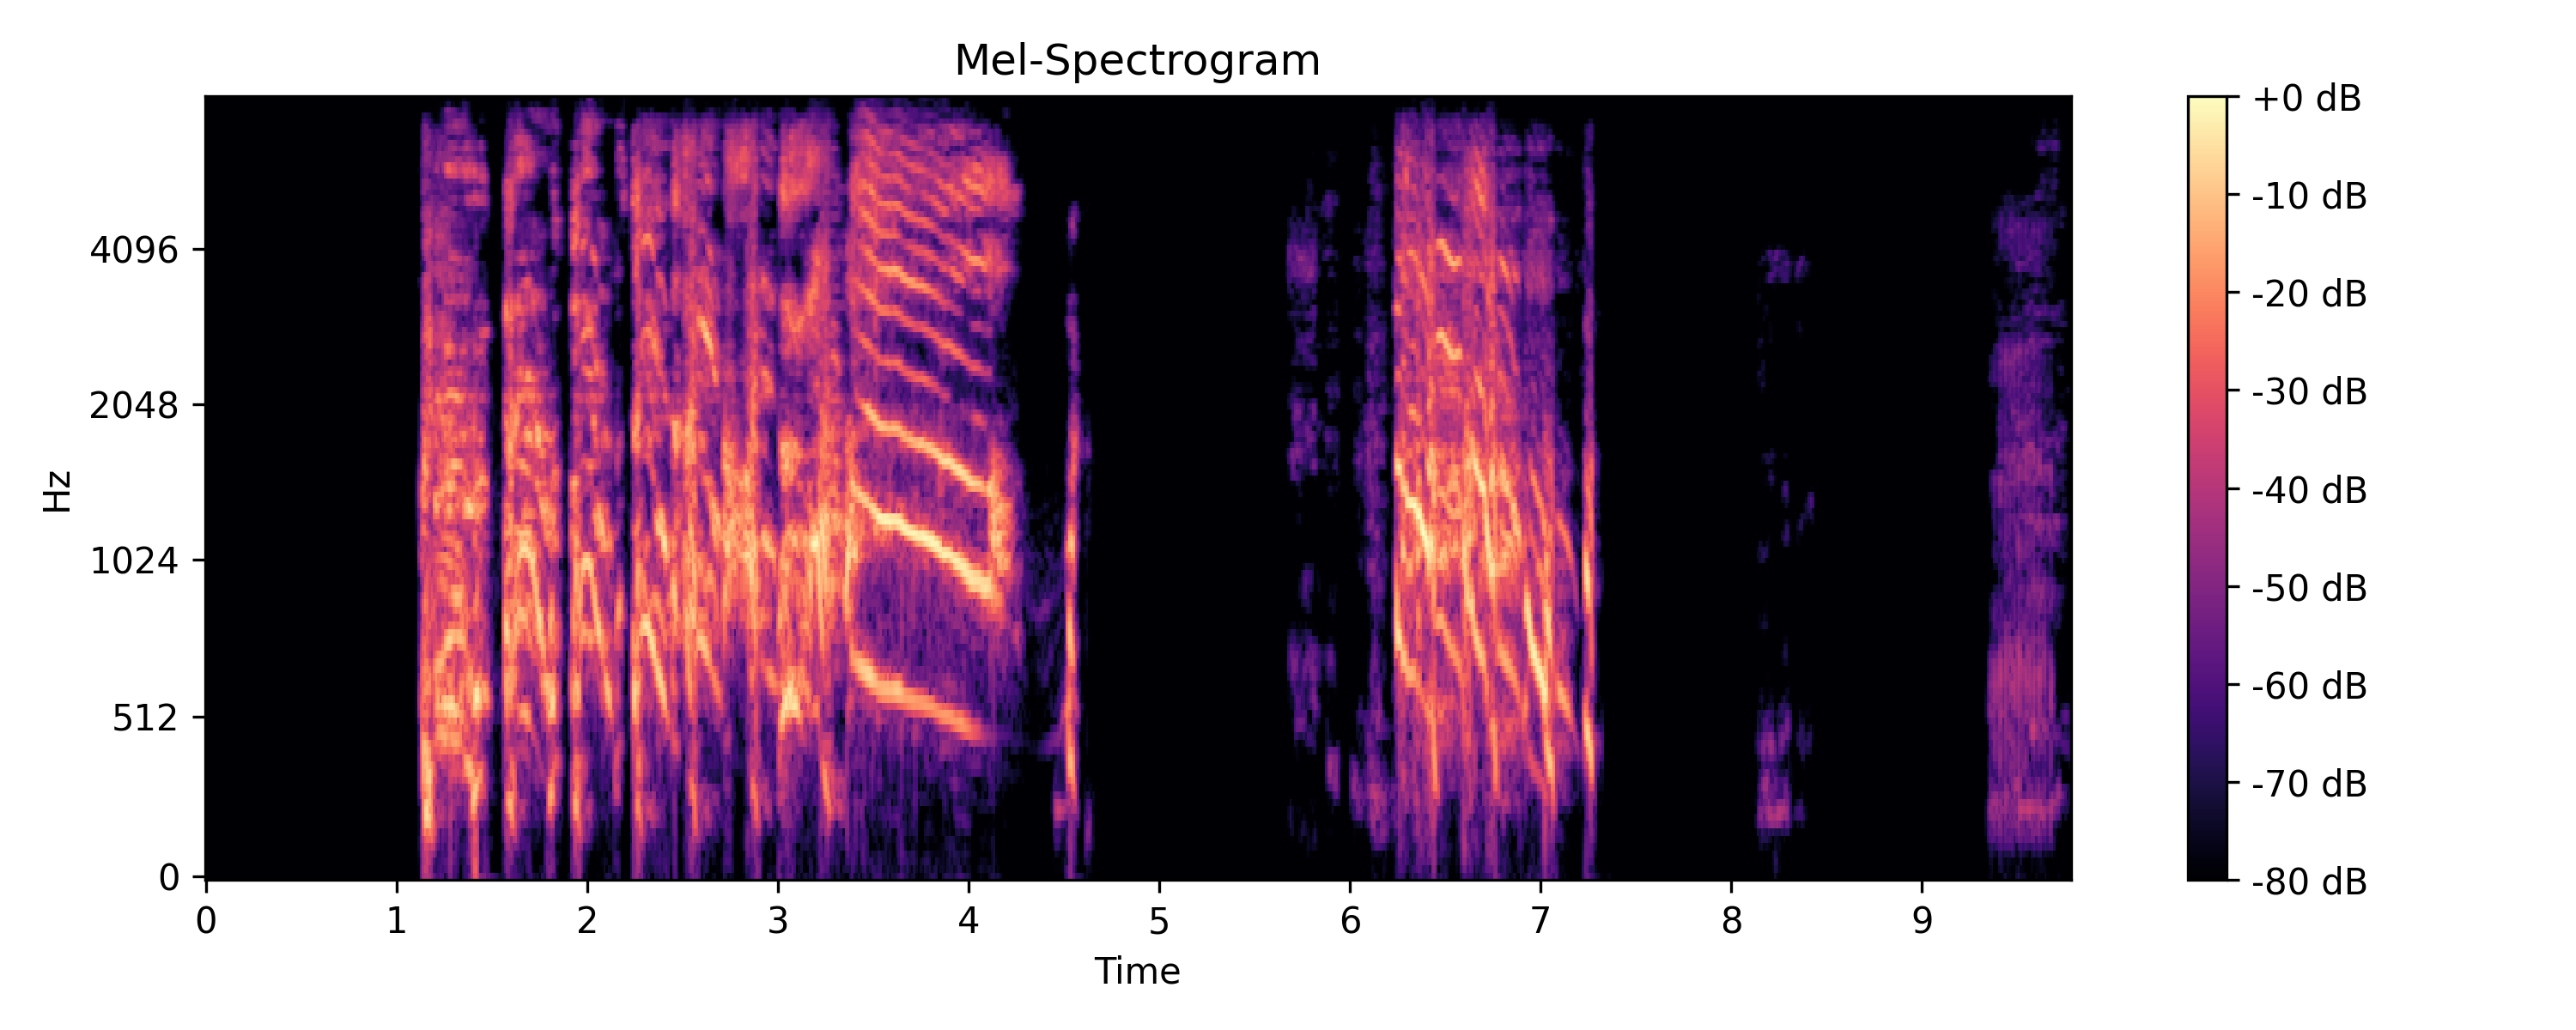 Mel-Spectrogram
+0 dB
-10 dB
-20 dB
-30 dB
-40 dB
-50 dB
-60 dB
-70 dB
-80 dB
4096
2048
1024
512
0
Hz
0 1 2 3 4 5 6 7 8 9
Time